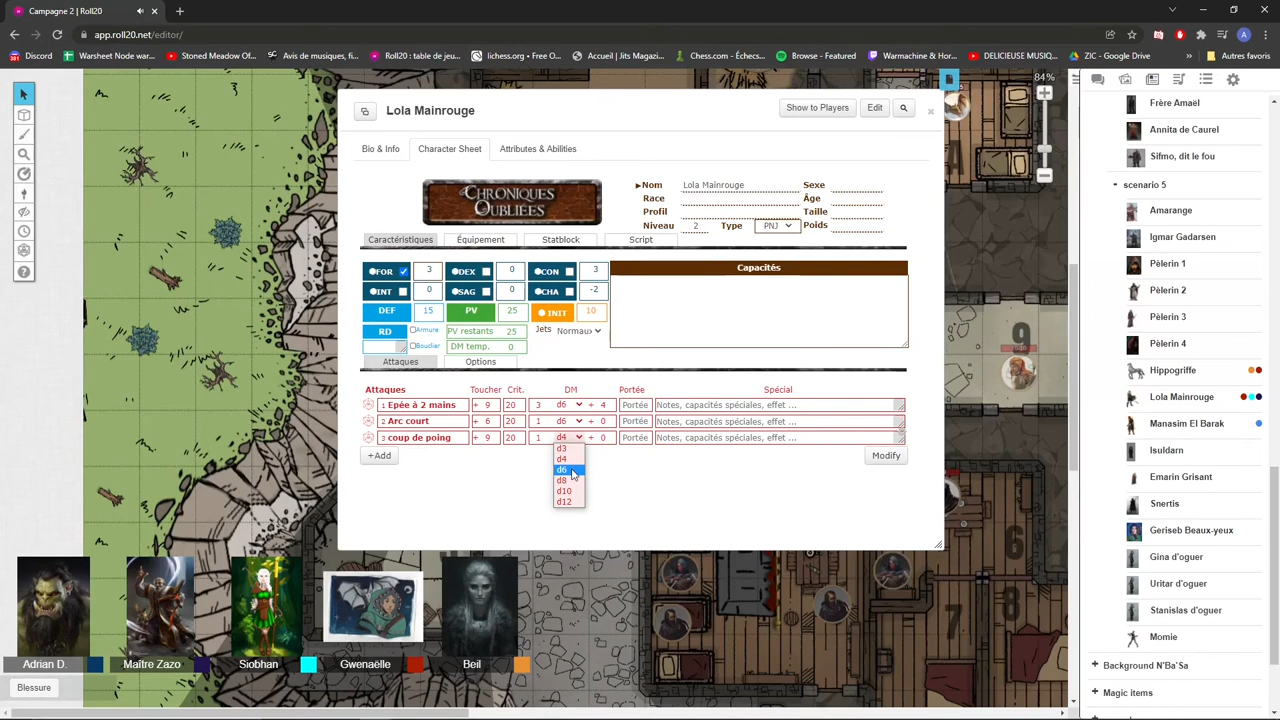 Campagne 2 | Roll20
app.roll20.net/editor/
Discord
Warsheet Node war...
Stoned Meadow Of...
Avis de musiques, fi...
Roll20 : table de jeu...
lichess.org • Free O...
Accueil | Jits Magazi...
Chess.com - Échecs...
Browse - Featured
Warmachine & Hor...
DELICIEUSE MUSIQ...
ZIC - Google Drive
Autres favoris
84%
Lola Mainrouge
Show to Players
Edit
Bio & Info
Character Sheet
Attributes & Abilities
CHRONIQUES
OUBLIÉES
Nom Lola Mainrouge Sexe
Race Âge
Profil Taille
Niveau 2 Type PNJ Poids
Caractéristiques Équipement Statblock Script
FOR 3 DEX 0 CON 3
INT 0 SAG 0 CHA -2
DEF 15 PV 25 INIT 10
RD Armure PV restants 25 Jets Normaux
Bouclier DM temp. 0
Capacités
Attaques Options
Attaques Toucher Crit. DM Portée Spécial
1 Epée à 2 mains + 9 20 3 d6 + 4 Portée Notes, capacités spéciales, effet ...
2 Arc court + 6 20 1 d6 + 0 Portée Notes, capacités spéciales, effet ...
3 coup de poing + 9 20 1 d4 + 0 Portée Notes, capacités spéciales, effet ...
+Add
Modify
d3
d4
d6
d8
d10
d12
9
6
7
8
Adrian D.
Maître Zazo
Siobhan
Gwenaëlle
Beil
Blessure
Frère Amaël
Annita de Caurel
Sifmo, dit le fou
scenario 5
Amarange
Igmar Gadarsen
Pèlerin 1
Pèlerin 2
Pèlerin 3
Pèlerin 4
Hippogriffe
Lola Mainrouge
Manasim El Barak
Isuldarn
Emarin Grisant
Snertis
Geriseb Beaux-yeux
Gina d'oguer
Uritar d'oguer
Stanislas d'oguer
Momie
Background N'Ba'Sa
Magic items